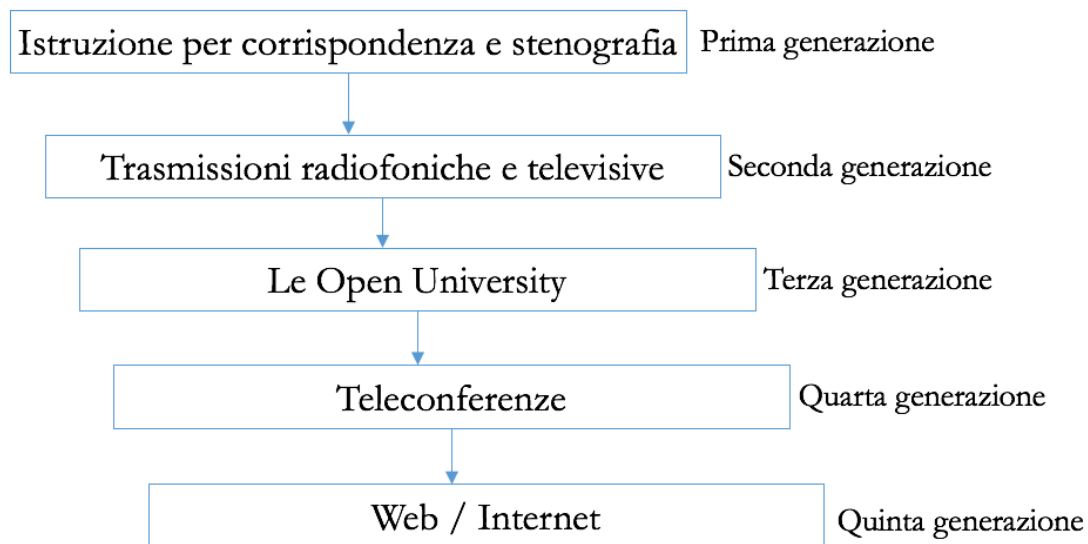 Istruzione per corrispondenza e stenografia
Prima generazione
Trasmissioni radiofoniche e televisive
Seconda generazione
Le Open University
Terza generazione
Teleconferenze
Quarta generazione
Web / Internet
Quinta generazione